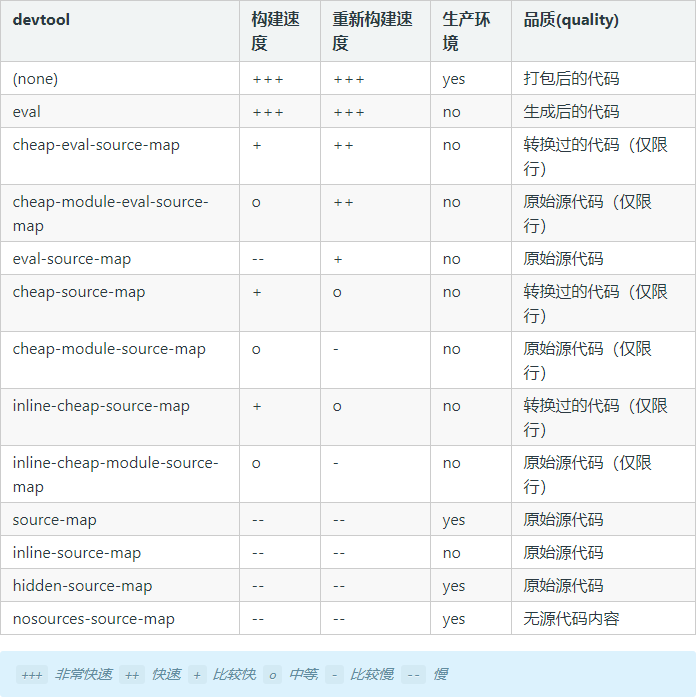 devtool 构建速度 重新构建速度 生产环境 品质(quality)
(none) +++ +++ yes 打包后的代码
eval +++ +++ no 生成后的代码
cheap-eval-source-map + ++ no 转换过的代码（仅限行）
cheap-module-eval-source-map o ++ no 原始源代码（仅限行）
eval-source-map -- + no 原始源代码
cheap-source-map + o no 转换过的代码（仅限行）
cheap-module-source-map o - no 原始源代码（仅限行）
inline-cheap-source-map + o no 转换过的代码（仅限行）
inline-cheap-module-source-map o - no 原始源代码（仅限行）
source-map -- -- yes 原始源代码
inline-source-map -- -- no 原始源代码
hidden-source-map -- -- yes 原始源代码
nosources-source-map -- -- yes 无源代码内容
+++ 非常快速 ++ 快速 + 比较快 o 中等 - 比较慢 -- 慢